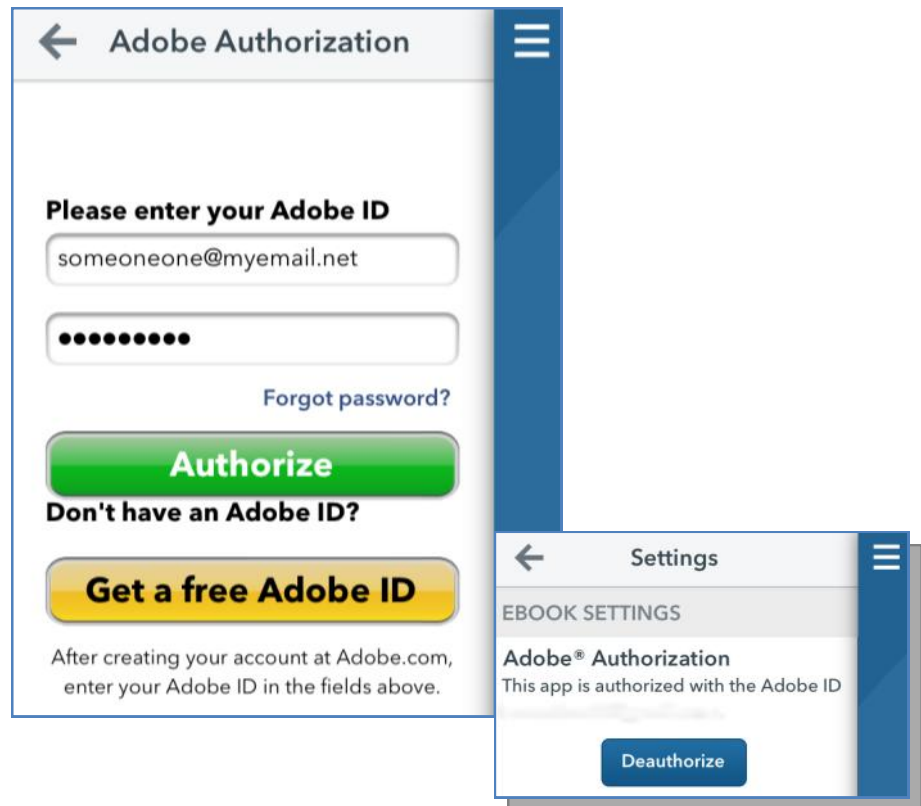 Adobe Authorization
Please enter your Adobe ID
someoneone@myemail.net
•••••••••
Forgot password?
Authorize
Don't have an Adobe ID?
Get a free Adobe ID
After creating your account at Adobe.com,
enter your Adobe ID in the fields above.
Settings
EBOOK SETTINGS
Adobe® Authorization
This app is authorized with the Adobe ID
Deauthorize